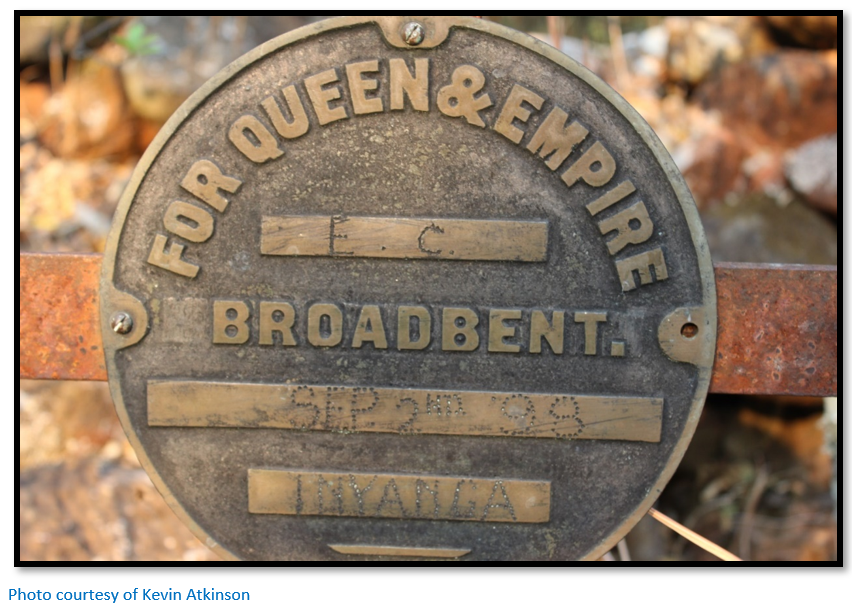 FOR QUEEN & EMPIRE
E. C.
BROADBENT.
SEP 2ND '98
INYANGA
Photo courtesy of Kevin Atkinson